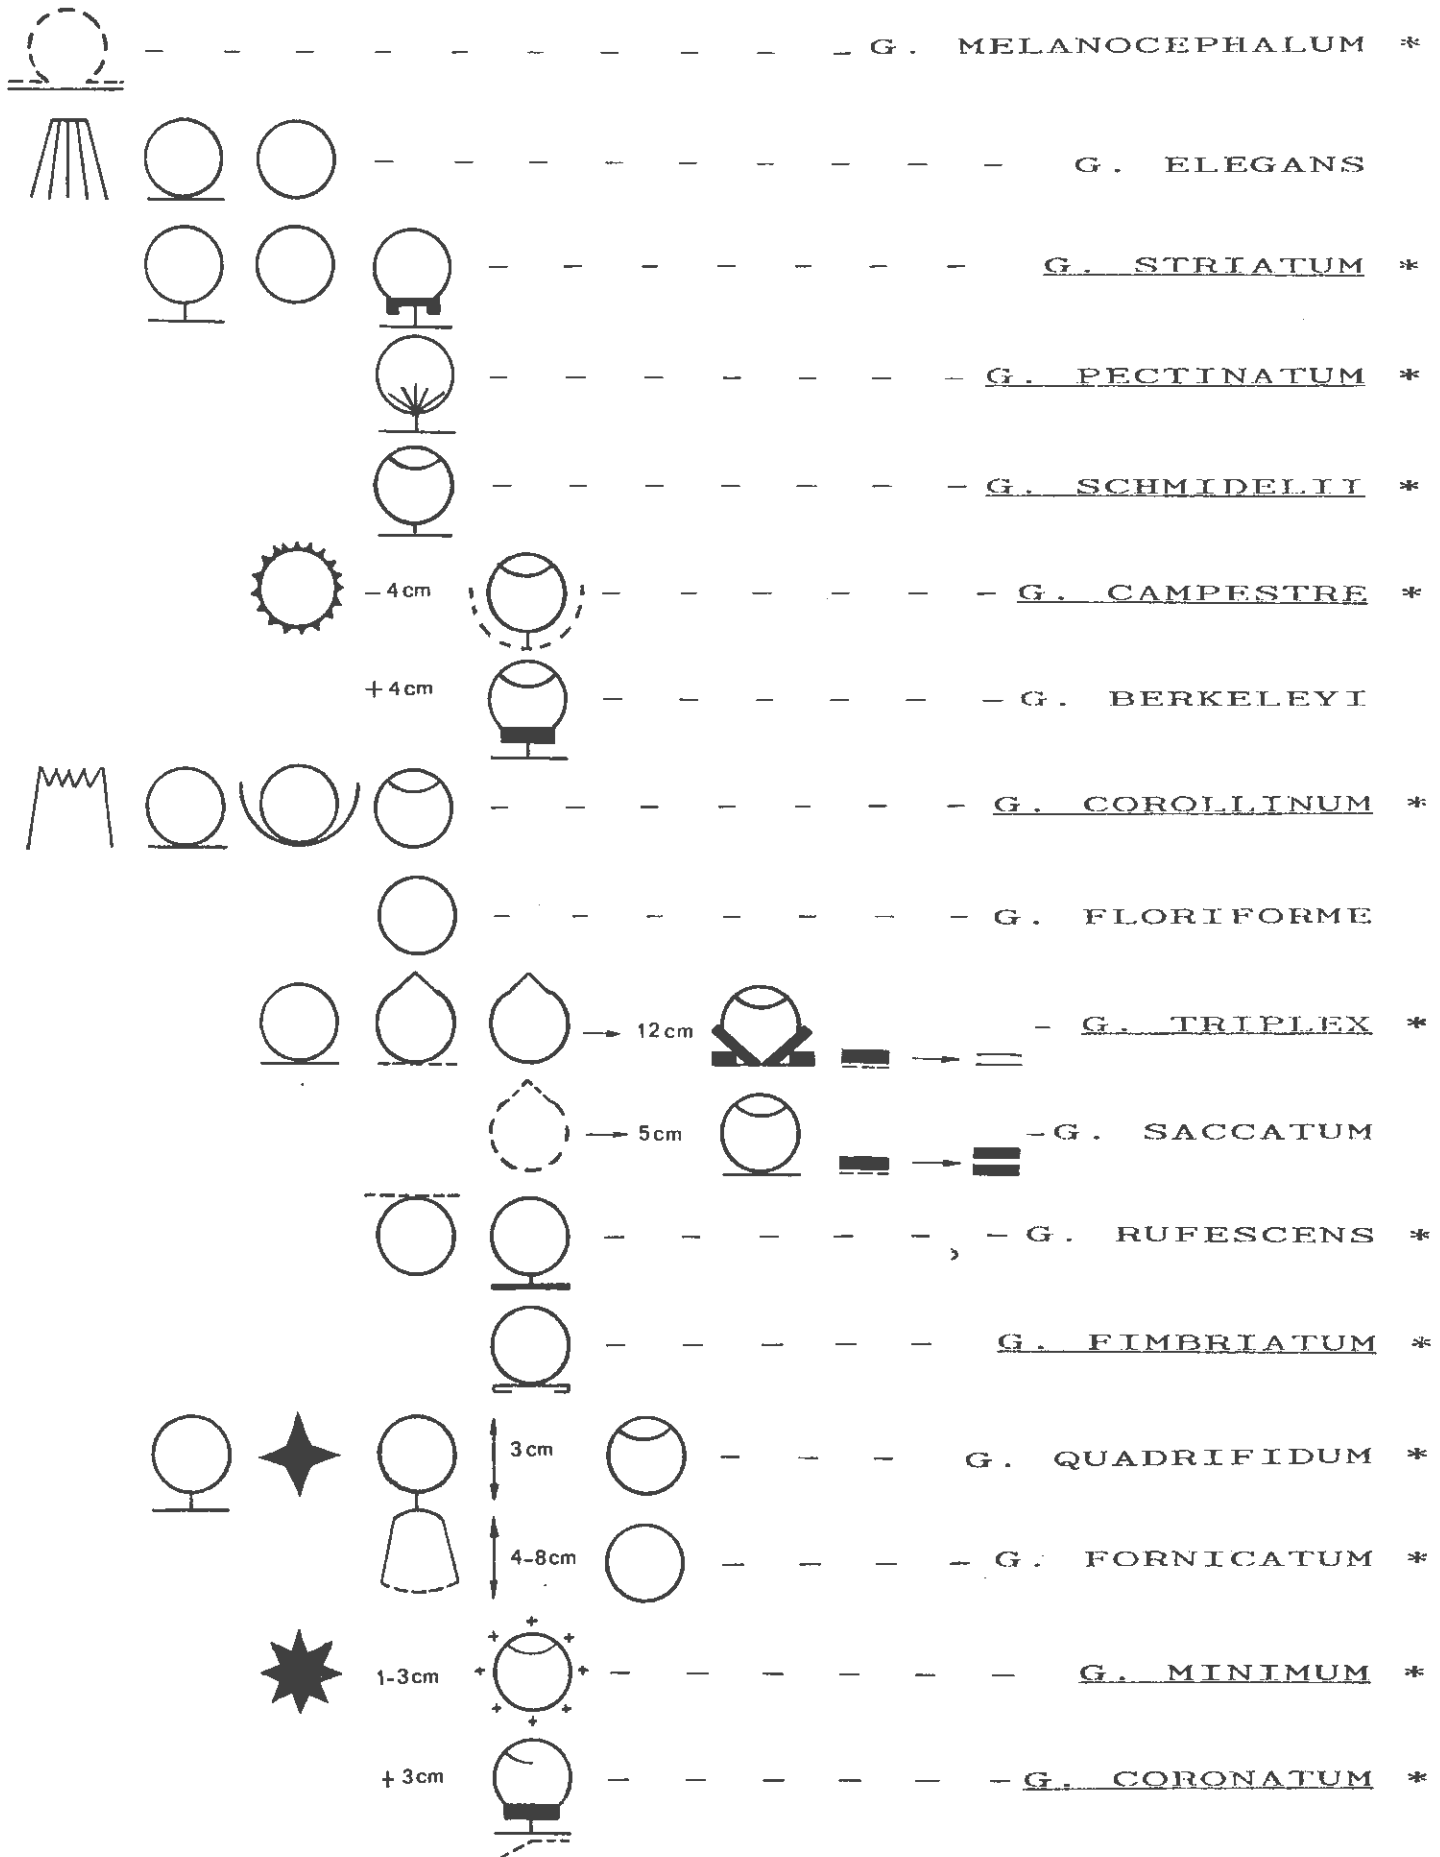 G. MELANOCEPHALUM *
G. ELEGANS
G. STRIATUM *
G. PECTINATUM *
G. SCHMIDELII *
- 4cm G. CAMPESTRE *
+ 4cm G. BERKELEYI
G. COROLLINUM *
G. FLORIFORME
12cm G. TRIPLEX *
5cm G. SACCATUM
G. RUFESCENS *
G. FIMBRIATUM *
3cm G. QUADRIFIDUM *
4-8cm G. FORNICATUM *
1-3cm G. MINIMUM *
+ 3cm G. CORONATUM *